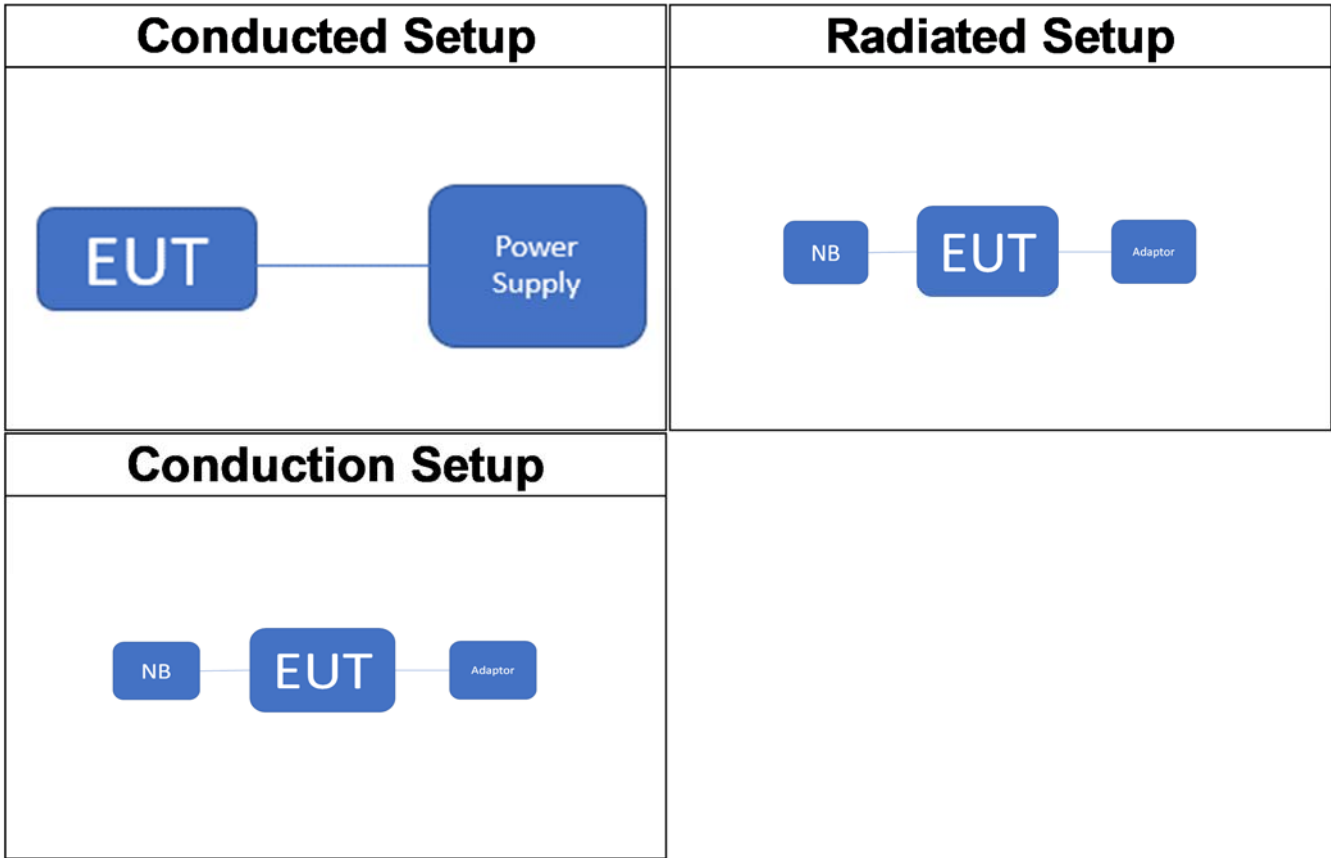 Conducted Setup
EUT
Power
Supply
Radiated Setup
NB
EUT
Adaptor
Conduction Setup
NB
EUT
Adaptor